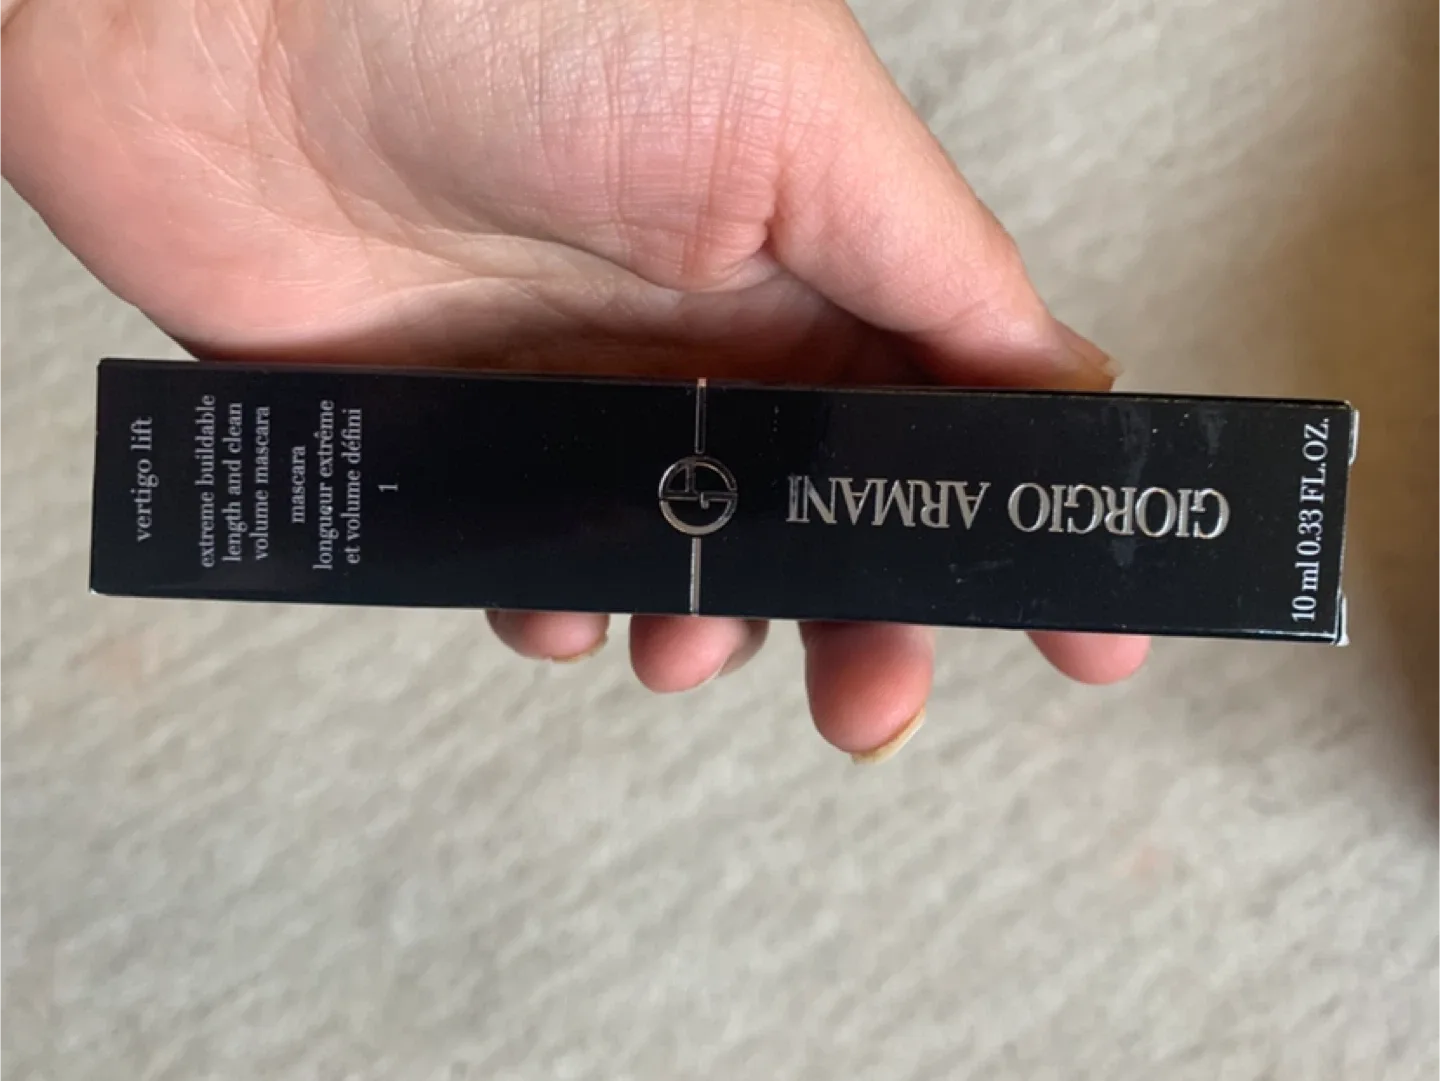 vertigo lift
extreme buildable
length and clean
volume mascara
mascara
longueur extrême
et volume défini
1
GIORGIO ARMANI
10 ml 0.33 FL.OZ.